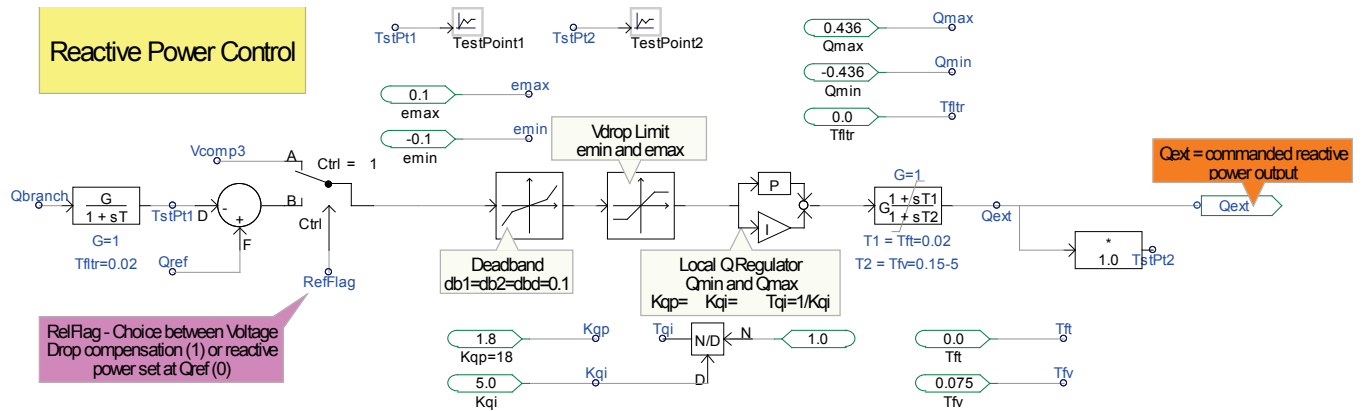 Reactive Power Control
TstPt1
TestPoint1
TstPt2
TestPoint2
0.436
Qmax
Qmax
-0.436
Qmin
Qmin
0.0
Tfltr
Tfltr
0.1
emax
emax
-0.1
emin
emin
Vdrop Limit
emin and emax
Qext = commanded reactive
power output
Vcomp3
A
Ctrl = 1
Qbranch
G
1 + sT
G=1
Tfltr=0.02
TstPt1
D
-
+
F
B
Ctrl
Qref
RefFlag
P
I
G=1
G
1 + sT1
1 + sT2
T1 = Tft=0.02
T2 = Tfv=0.15-5
Qext
Qext
*
1.0
TstPt2
Deadband
db1=db2=dbd=0.1
Local Q Regulator
Qmin and Qmax
Kqp= Kqi= Tqi=1/Kqi
RelFlag - Choice between Voltage
Drop compensation (1) or reactive
power set at Qref (0)
1.8
Kqp=18
Kqp
5.0
Kqi
Kqi
Tqi
N/D
N
D
1.0
0.0
Tft
Tft
0.075
Tfv
Tfv